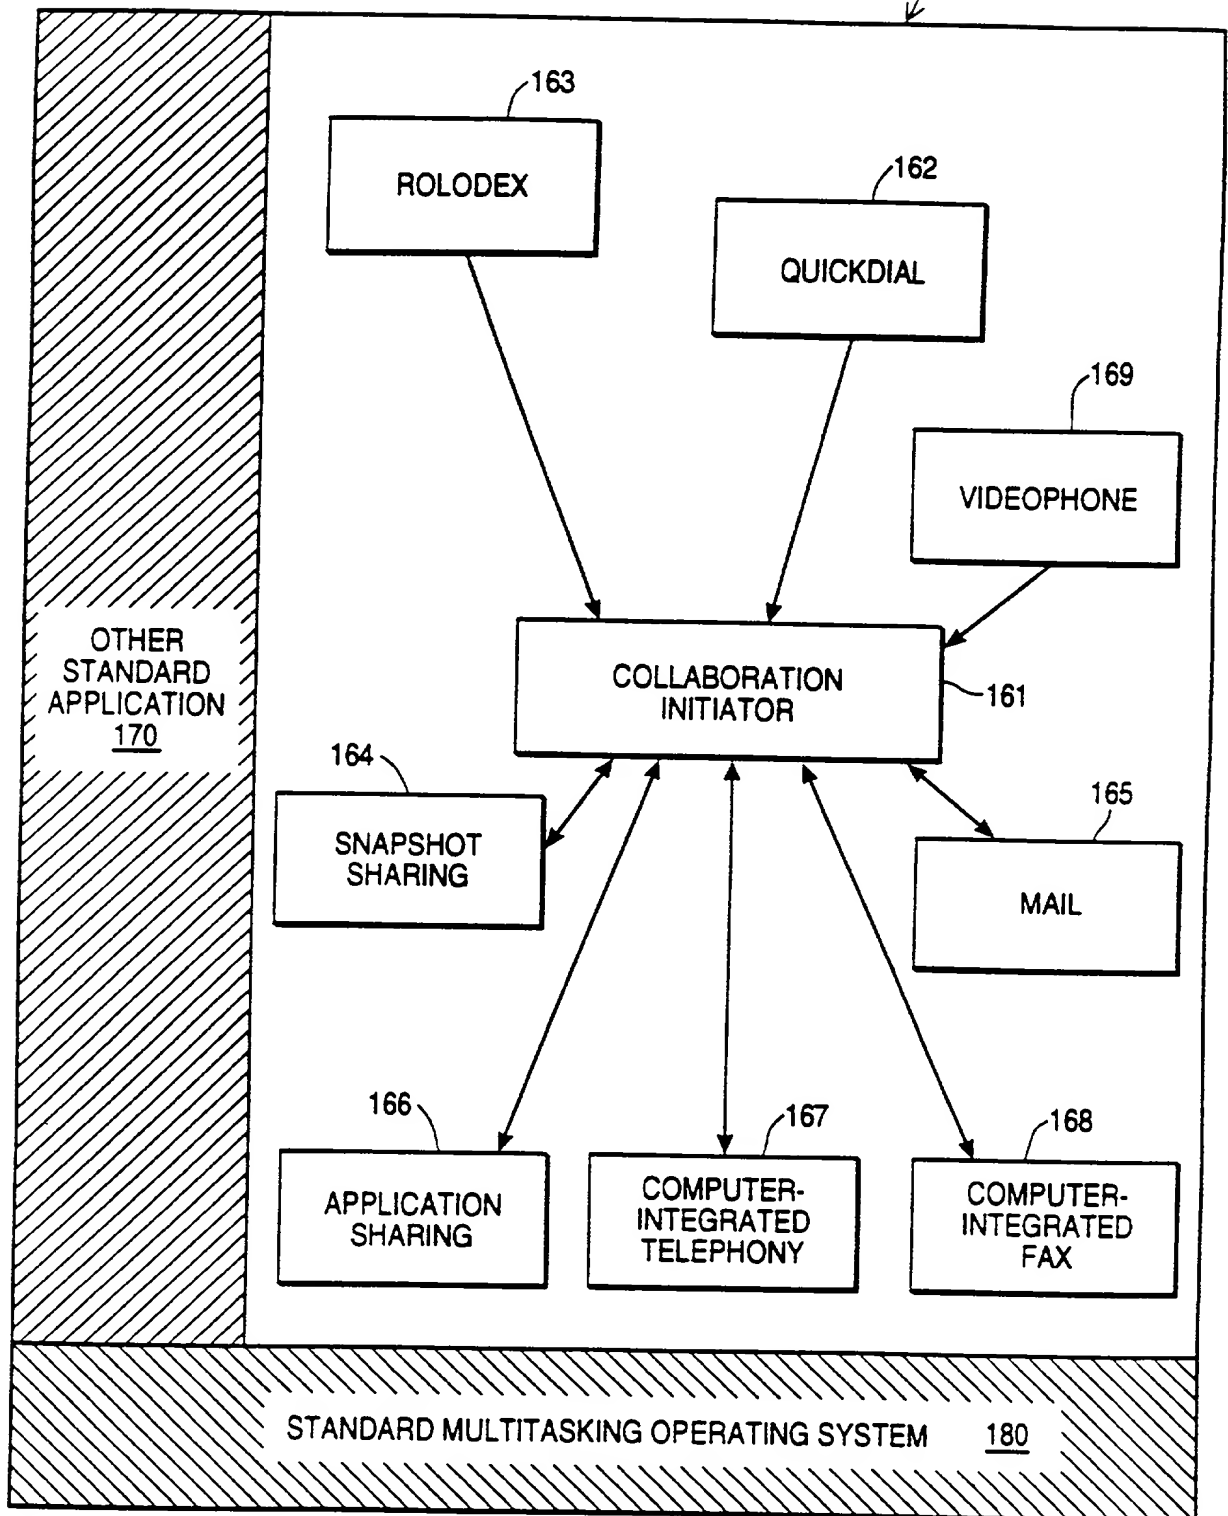 163
ROLODEX
162
QUICKDIAL
169
VIDEOPHONE
OTHER
STANDARD
APPLICATION
170
COLLABORATION
INITIATOR
161
164
SNAPSHOT
SHARING
165
MAIL
166
APPLICATION
SHARING
167
COMPUTER-
INTEGRATED
TELEPHONY
168
COMPUTER-
INTEGRATED
FAX
STANDARD MULTITASKING OPERATING SYSTEM 180